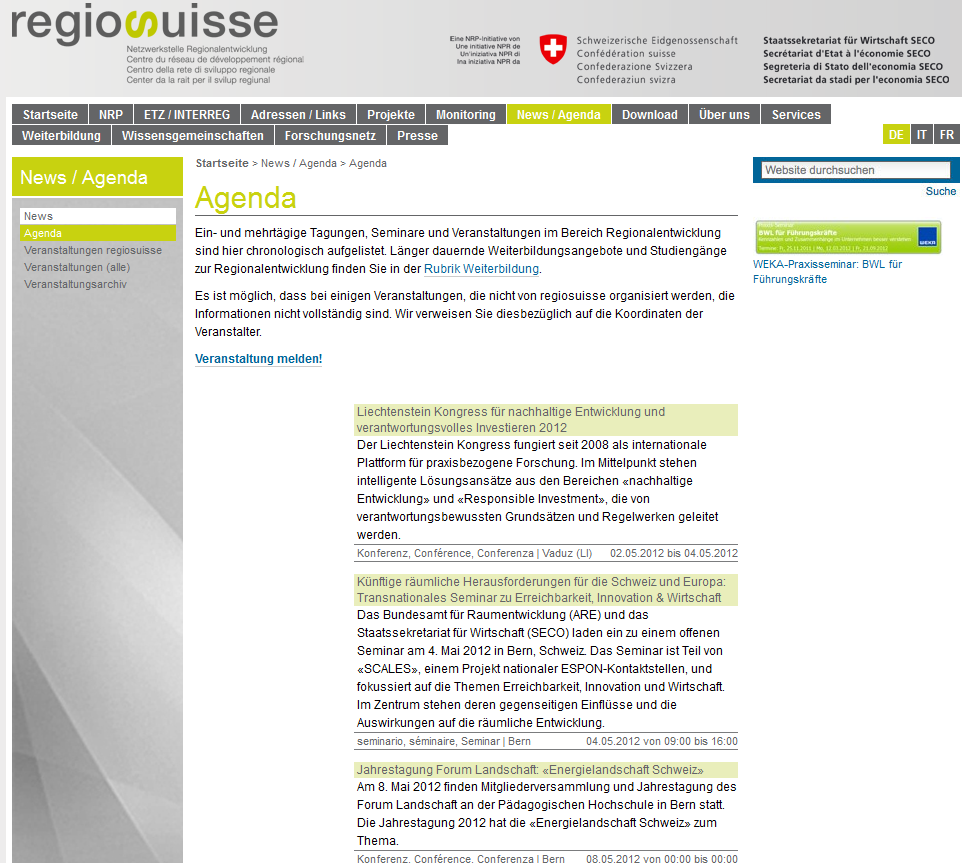 regiosuisse
Netzwerkstelle Regionalentwicklung
Centre du réseau de développement régional
Centro della rete di sviluppo regionale
Center da la rait per il svilup regional
Eine NRP-Initiative von
Une initiative NPR de
Un'iniziativa NPR di
Ina iniziativa NPR da
Schweizerische Eidgenossenschaft
Confédération suisse
Confederazione Svizzera
Confederaziun svizra
Staatssekretariat für Wirtschaft SECO
Secrétariat d'Etat à l'économie SECO
Segreteria di Stato dell'economia SECO
Secretariat da stadi per l'economia SECO
Startseite NRP ETZ / INTERREG Adressen / Links Projekte Monitoring News / Agenda Download Über uns Services
Weiterbildung Wissensgemeinschaften Forschungsnetz Presse
DE IT FR
News / Agenda
News
Agenda
Veranstaltungen regiosuisse
Veranstaltungen (alle)
Veranstaltungsarchiv
Startseite > News / Agenda > Agenda
Agenda
Ein- und mehrtägige Tagungen, Seminare und Veranstaltungen im Bereich Regionalentwicklung
sind hier chronologisch aufgelistet. Länger dauernde Weiterbildungsangebote und Studiengänge
zur Regionalentwicklung finden Sie in der Rubrik Weiterbildung.
Es ist möglich, dass bei einigen Veranstaltungen, die nicht von regiosuisse organisiert werden, die
Informationen nicht vollständig sind. Wir verweisen Sie diesbezüglich auf die Koordinaten der
Veranstalter.
Veranstaltung melden!
Liechtenstein Kongress für nachhaltige Entwicklung und
verantwortungsvolles Investieren 2012
Der Liechtenstein Kongress fungiert seit 2008 als internationale
Plattform für praxisbezogene Forschung. Im Mittelpunkt stehen
intelligente Lösungsansätze aus den Bereichen «nachhaltige
Entwicklung» und «Responsible Investment», die von
verantwortungsbewussten Grundsätzen und Regelwerken geleitet
werden.
Konferenz, Conférence, Conferenza | Vaduz (LI) 02.05.2012 bis 04.05.2012
Künftige räumliche Herausforderungen für die Schweiz und Europa:
Transnationales Seminar zu Erreichbarkeit, Innovation & Wirtschaft
Das Bundesamt für Raumentwicklung (ARE) und das
Staatssekretariat für Wirtschaft (SECO) laden ein zu einem offenen
Seminar am 4. Mai 2012 in Bern, Schweiz. Das Seminar ist Teil von
«SCALES», einem Projekt nationaler ESPON-Kontaktstellen, und
fokussiert auf die Themen Erreichbarkeit, Innovation und Wirtschaft.
Im Zentrum stehen deren gegenseitigen Einflüsse und die
Auswirkungen auf die räumliche Entwicklung.
seminario, séminaire, Seminar | Bern 04.05.2012 von 09:00 bis 16:00
Jahrestagung Forum Landschaft: «Energielandschaft Schweiz»
Am 8. Mai 2012 finden Mitgliederversammlung und Jahrestagung des
Forum Landschaft an der Pädagogischen Hochschule in Bern statt.
Die Jahrestagung 2012 hat die «Energielandschaft Schweiz» zum
Thema.
Konferenz, Conférence, Conferenza | Bern 08.05.2012 von 00:00 bis 00:00
Website durchsuchen
Suche
BWL für Führungskräfte
WEKA
WEKA-Praxisseminar: BWL für
Führungskräfte